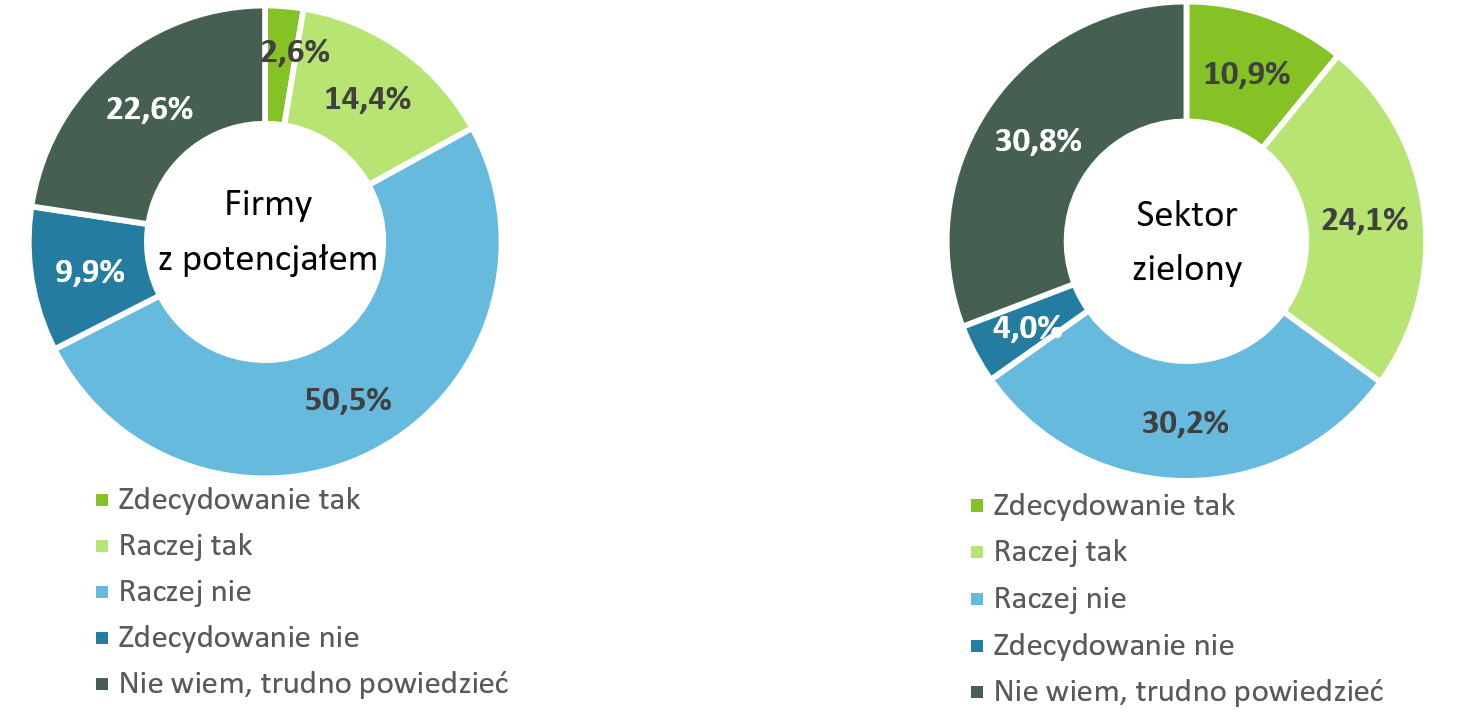 2,6%
14,4%
22,6%
9,9%
50,5%
Firmy
z potencjałem
Zdecydowanie tak
Raczej tak
Raczej nie
Zdecydowanie nie
Nie wiem, trudno powiedzieć
10,9%
30,8%
24,1%
4,0%
30,2%
Sektor
zielony
Zdecydowanie tak
Raczej tak
Raczej nie
Zdecydowanie nie
Nie wiem, trudno powiedzieć